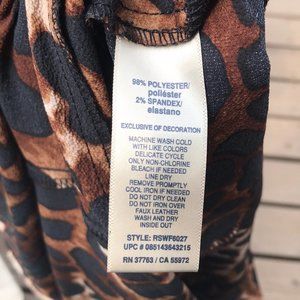 98% POLYESTER/
poliéster
2% SPANDEX/
elastano
EXCLUSIVE OF DECORATION
MACHINE WASH COLD
WITH LIKE COLORS
DELICATE CYCLE
ONLY NON-CHLORINE
BLEACH IF NEEDED
LINE DRY
REMOVE PROMPTLY
COOL IRON IF NEEDED
DO NOT DRY CLEAN
DO NOT IRON OVER
FAUX LEATHER
WASH AND DRY
INSIDE OUT
STYLE: RSWF6027
UPC # 085143643215
RN 37763 / CA 55972